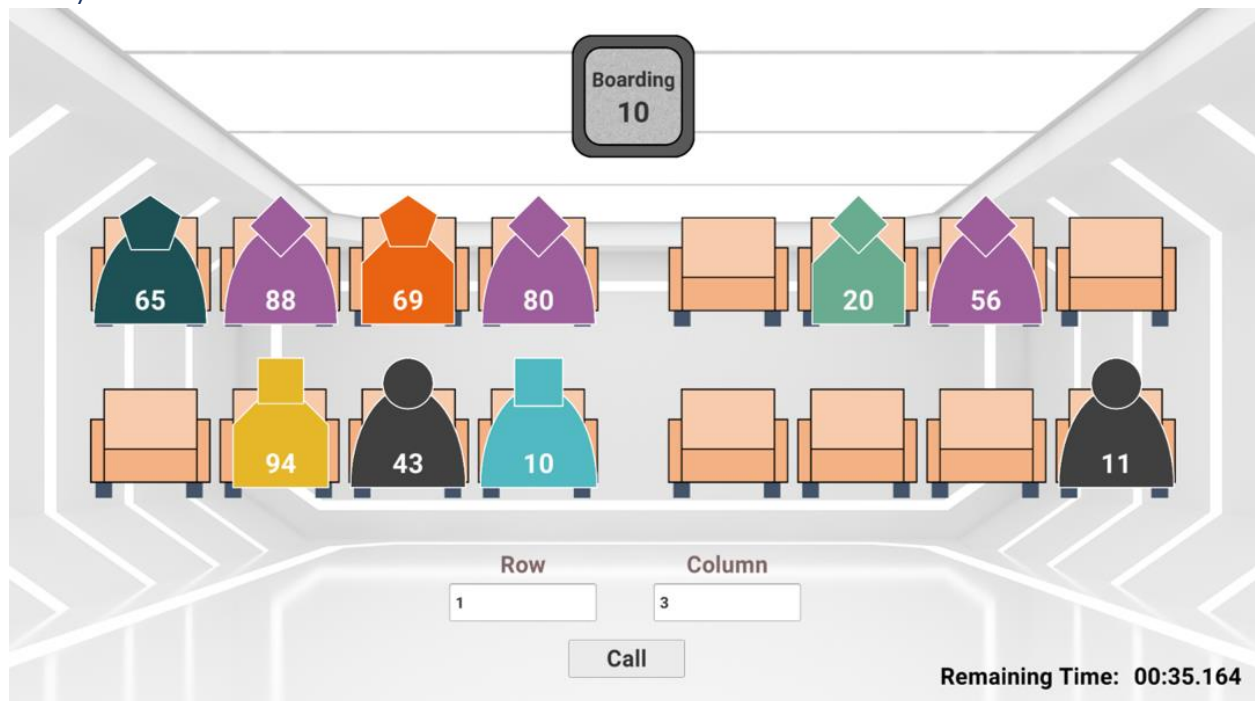 Boarding
10
65 88 69 80 20 56
94 43 10 11
Row Column
1 3
Call
Remaining Time: 00:35.164